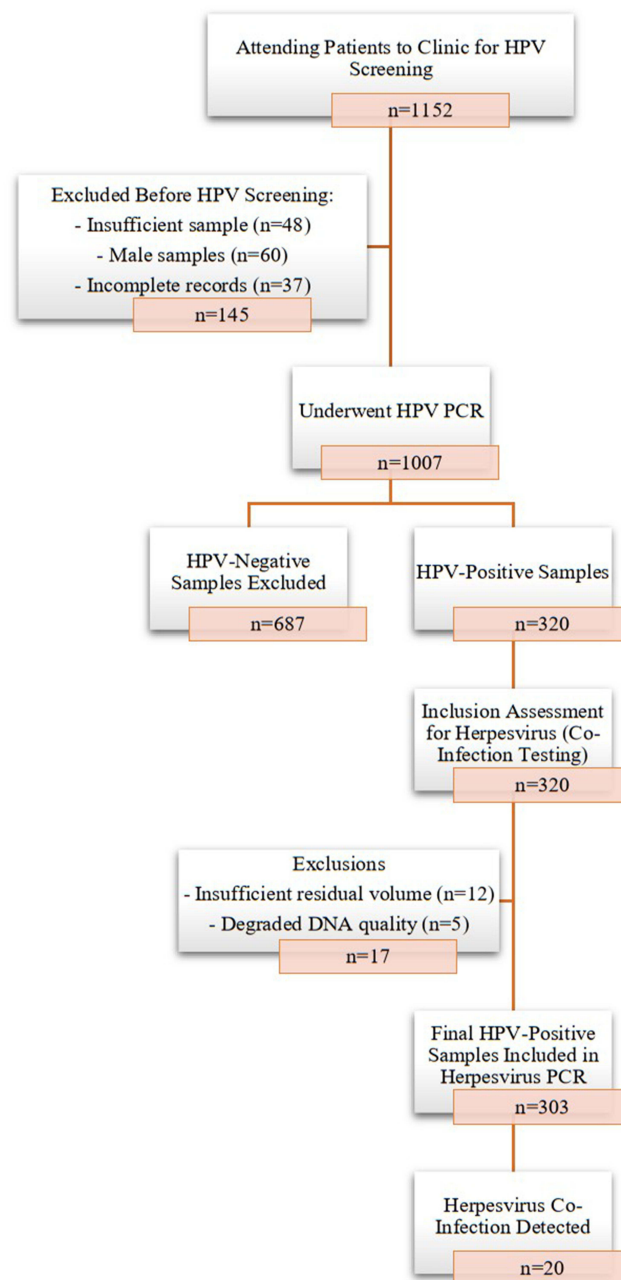 Attending Patients to Clinic for HPV
Screening
n=1152
Excluded Before HPV Screening:
- Insufficient sample (n=48)
- Male samples (n=60)
- Incomplete records (n=37)
n=145
Underwent HPV PCR
n=1007
HPV-Negative
Samples Excluded
n=687
HPV-Positive Samples
n=320
Inclusion Assessment
for Herpesvirus (Co-
Infection Testing)
n=320
Exclusions
- Insufficient residual volume (n=12)
- Degraded DNA quality (n=5)
n=17
Final HPV-Positive
Samples Included in
Herpesvirus PCR
n=303
Herpesvirus Co-
Infection Detected
n=20